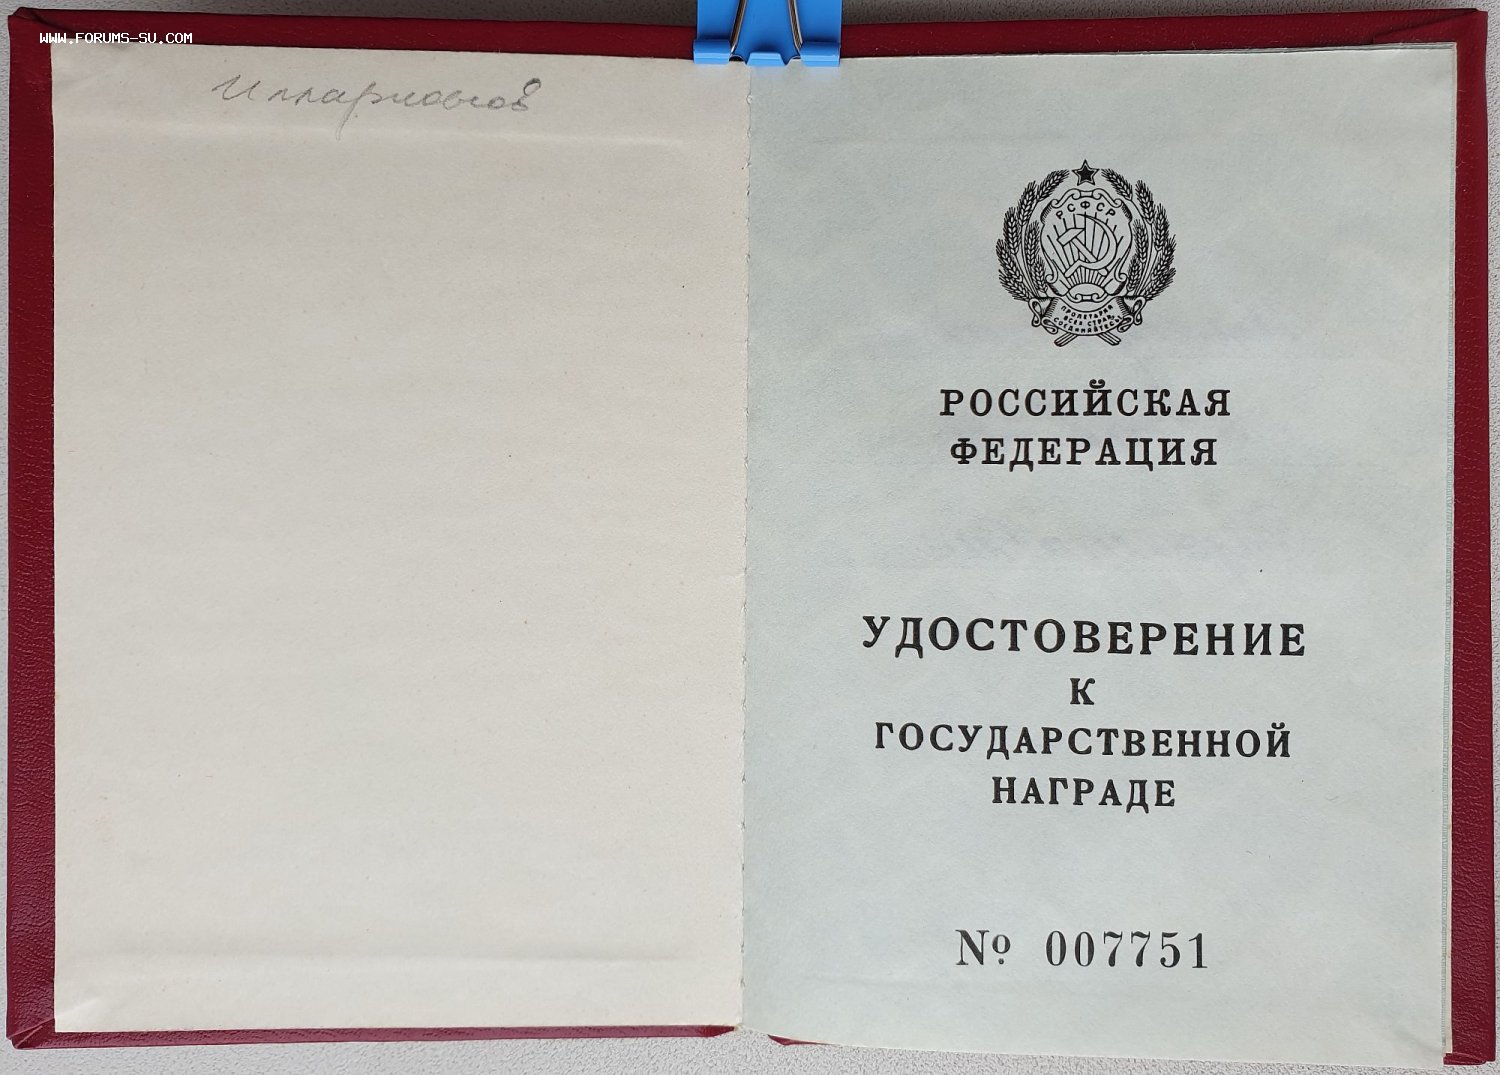 WWW.FORUMS-SU.COM
Илларионов
РСФСР
ПРОЛЕТАРИИ
ВСЕХ СТРАН,
СОЕДИНЯЙТЕСЬ!
РОССИЙСКАЯ
ФЕДЕРАЦИЯ
УДОСТОВЕРЕНИЕ
К
ГОСУДАРСТВЕННОЙ
НАГРАДЕ
№ 007751